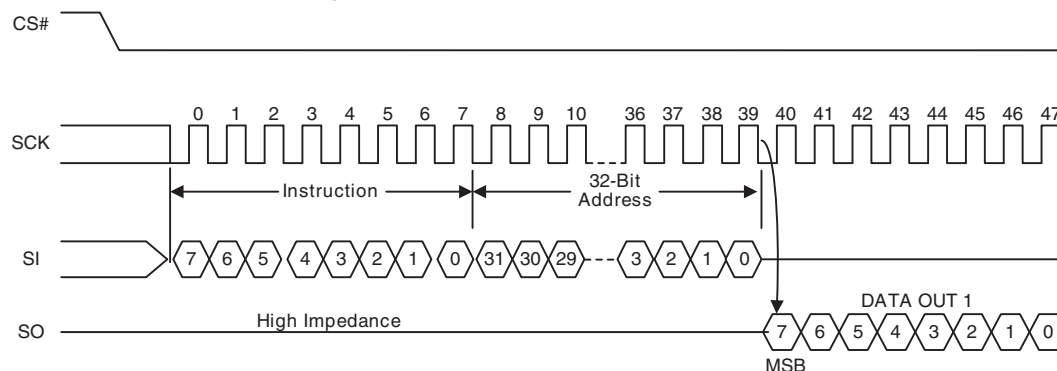 CS#
0 1 2 3 4 5 6 7 8 9 10 36 37 38 39 40 41 42 43 44 45 46 47
SCK
Instruction
32-Bit
Address
SI 7 6 5 4 3 2 1 0 31 30 29 3 2 1 0
DATA OUT 1
High Impedance
SO 7 6 5 4 3 2 1 0
MSB